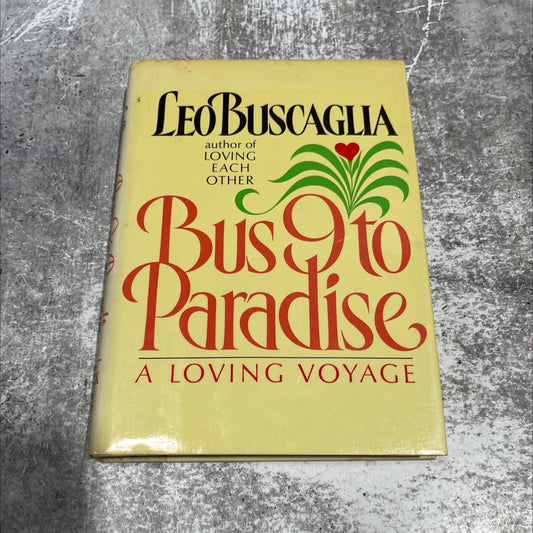 LEO BUSCAGLIA
author of
LOVING
EACH
OTHER
Bus 9 to
Paradise
A LOVING VOYAGE